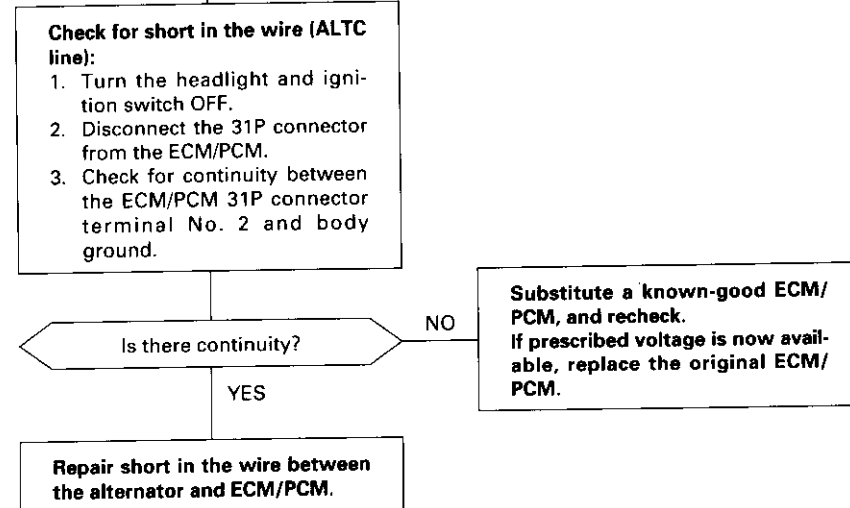 Check for short in the wire (ALTC
line):
1. Turn the headlight and igni-
tion switch OFF.
2. Disconnect the 31P connector
from the ECM/PCM.
3. Check for continuity between
the ECM/PCM 31P connector
terminal No. 2 and body
ground.
Is there continuity?
NO
Substitute a known-good ECM/
PCM, and recheck.
If prescribed voltage is now avail-
able, replace the original ECM/
PCM.
YES
Repair short in the wire between
the alternator and ECM/PCM.